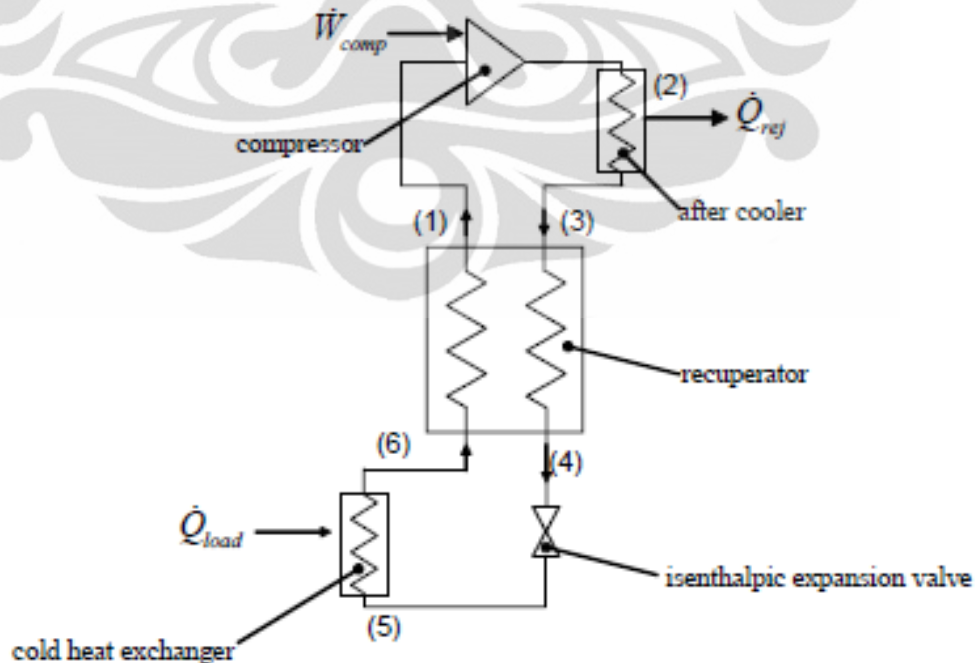 Ẇcomp
compressor
(2)
Q̇rej
after cooler
(1)
(3)
recuperator
(6)
(4)
Q̇load
isenthalpic expansion valve
(5)
cold heat exchanger